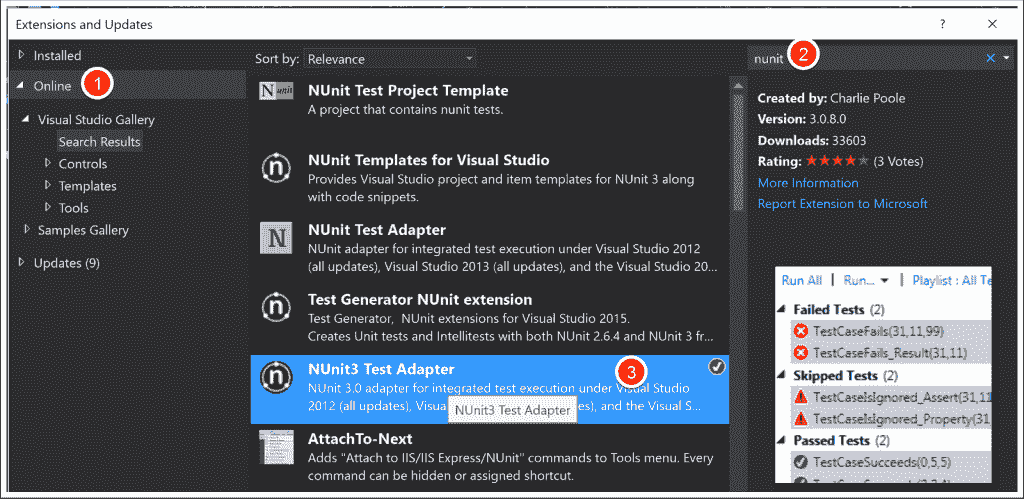 Extensions and Updates
? ×
Installed
Online
1
Visual Studio Gallery
Search Results
Controls
Templates
Tools
Samples Gallery
Updates (9)
Sort by: Relevance
N unit
NUnit Test Project Template
A project that contains nunit tests.
n
NUnit Templates for Visual Studio
Provides Visual Studio project and item templates for NUnit 3 along
with code snippets.
N
NUnit Test Adapter
NUnit adapter for integrated test execution under Visual Studio 2012
(all updates), Visual Studio 2013 (all updates), and the Visual Studio 20...
n
Test Generator NUnit extension
Test Generator, NUnit extensions for Visual Studio 2015.
Creates Unit tests and Intellitests with both NUnit 2.6.4 and NUnit 3 fr...
n
NUnit3 Test Adapter
3
NUnit 3.0 adapter for integrated test execution under Visual Studio
2012 (all updates), Visua es), and the Visual S...
NUnit3 Test Adapter
AttachTo-Next
Adds "Attach to IIS/IIS Express/NUnit" commands to Tools menu. Every
command can be hidden or assigned shortcut.
nunit
2
Created by: Charlie Poole
Version: 3.0.8.0
Downloads: 33603
Rating: (3 Votes)
More Information
Report Extension to Microsoft
Run All | Run... | Playlist : All Te
Failed Tests (2)
TestCaseFails(31,11,99)
TestCaseFails_Result(31,11)
Skipped Tests (2)
TestCaseIsIgnored_Assert(31,11
TestCaseIsIgnored_Property(31,
Passed Tests (2)
TestCaseSucceeds(0,5,5)